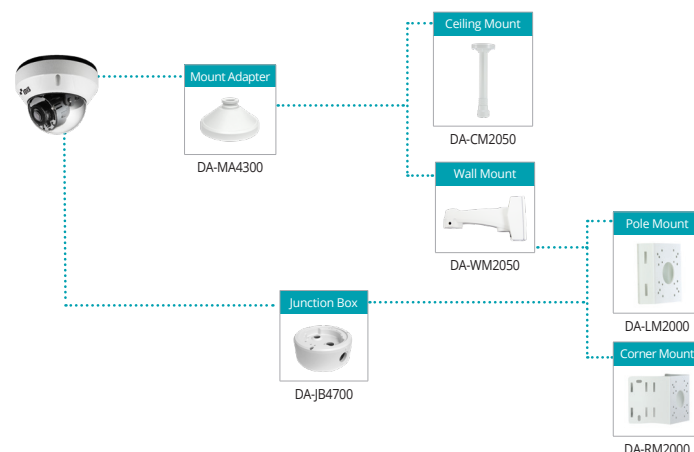 Ceiling Mount
DA-CM2050
Mount Adapter
DA-MA4300
Wall Mount
DA-WM2050
Pole Mount
DA-LM2000
Junction Box
DA-JB4700
Corner Mount
DA-RM2000